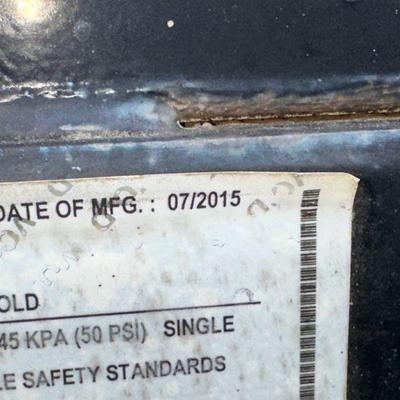 DATE OF MFG. : 07/2015
OLD
45 KPA (50 PSI) SINGLE
LE SAFETY STANDARDS